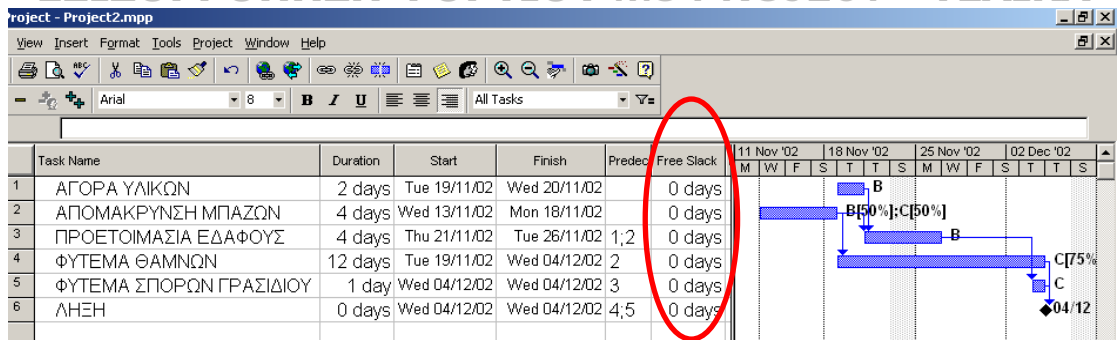 Project - Project2.mpp
View Insert Format Tools Project Window Help
Arial 8 B I U All Tasks
Task Name Duration Start Finish Predec Free Slack 11 Nov '02 18 Nov '02 25 Nov '02 02 Dec '02
M W F S T T S M W F S T T S
1 ΑΓΟΡΑ ΥΛΙΚΩΝ 2 days Tue 19/11/02 Wed 20/11/02 0 days B
2 ΑΠΟΜΑΚΡΥΝΣΗ ΜΠΑΖΩΝ 4 days Wed 13/11/02 Mon 18/11/02 0 days B[50%];C[50%]
3 ΠΡΟΕΤΟΙΜΑΣΙΑ ΕΔΑΦΟΥΣ 4 days Thu 21/11/02 Tue 26/11/02 1;2 0 days B
4 ΦΥΤΕΜΑ ΘΑΜΝΩΝ 12 days Tue 19/11/02 Wed 04/12/02 2 0 days C[75%
5 ΦΥΤΕΜΑ ΣΠΟΡΩΝ ΓΡΑΣΙΔΙΟΥ 1 day Wed 04/12/02 Wed 04/12/02 3 0 days C
6 ΛΗΞΗ 0 days Wed 04/12/02 Wed 04/12/02 4;5 0 days 04/12